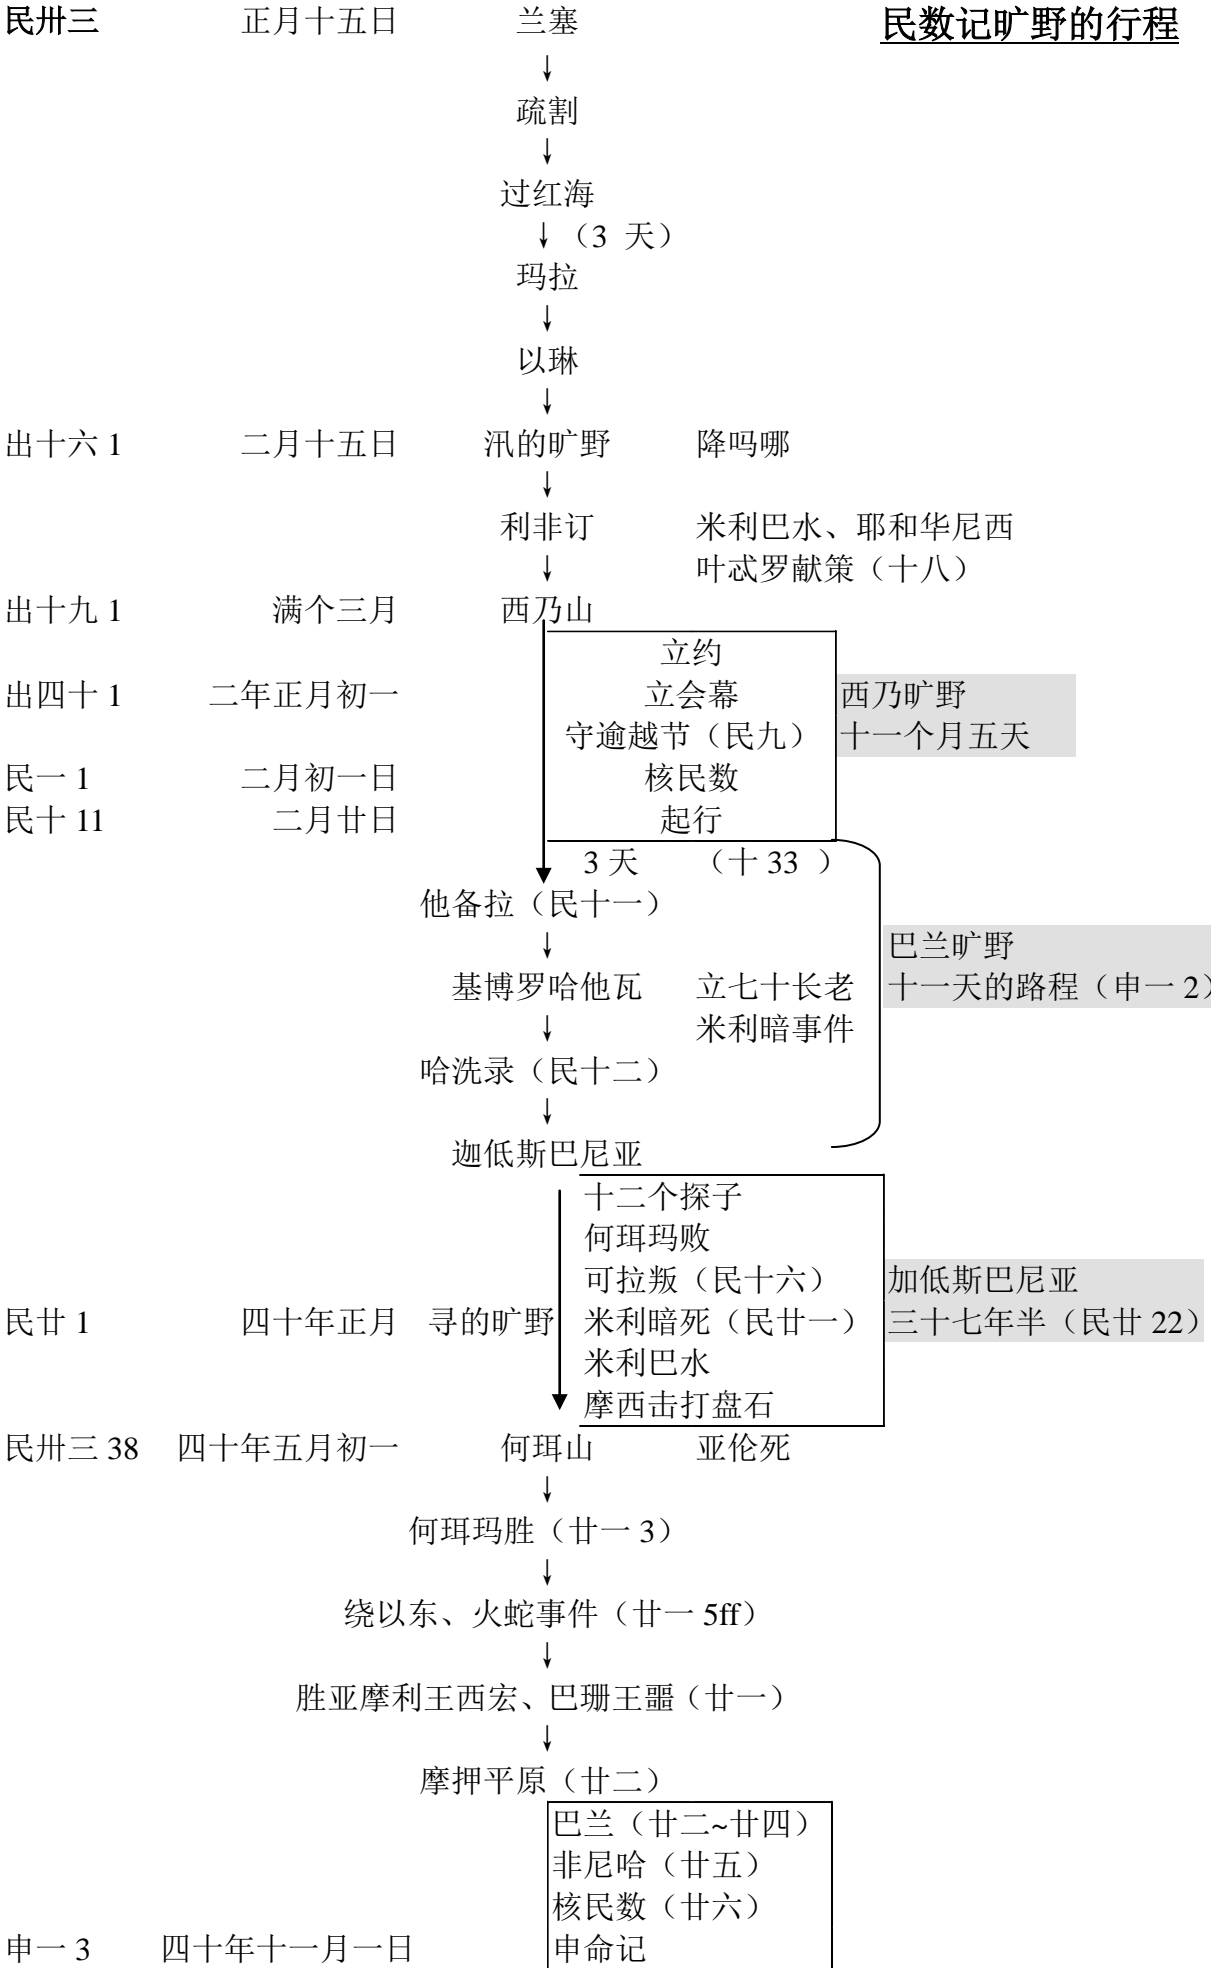 民卅三 正月十五日 兰塞 民数记旷野的行程
↓
疏割
↓
过红海
↓（3 天）
玛拉
↓
以琳
↓
出十六 1 二月十五日 汛的旷野 降吗哪
↓
利非订 米利巴水、耶和华尼西
↓ 叶忒罗献策（十八）
出十九 1 满个三月 西乃山
立约
出四十 1 二年正月初一 立会幕 西乃旷野
守逾越节（民九） 十一个月五天
民一 1 二月初一日 核民数
民十 11 二月廿日 起行
3 天 （十 33 ）
他备拉（民十一）
↓ 巴兰旷野
基博罗哈他瓦 立七十长老 十一天的路程（申一 2）
↓ 米利暗事件
哈洗录（民十二）
↓
迦低斯巴尼亚
十二个探子
何珥玛败
可拉叛（民十六） 加低斯巴尼亚
民廿 1 四十年正月 寻的旷野 米利暗死（民廿一） 三十七年半（民廿 22）
米利巴水
摩西击打盘石
民卅三 38 四十年五月初一 何珥山 亚伦死
↓
何珥玛胜（廿一 3）
↓
绕以东、火蛇事件（廿一 5ff）
↓
胜亚摩利王西宏、巴珊王噩（廿一）
↓
摩押平原（廿二）
巴兰（廿二~廿四）
非尼哈（廿五）
核民数（廿六）
申一 3 四十年十一月一日 申命记